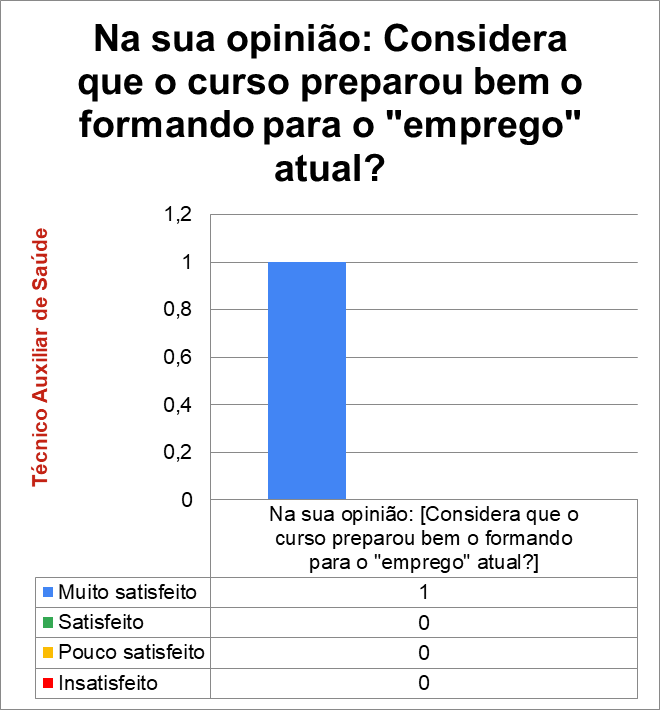 Na sua opinião: Considera
que o curso preparou bem o
formando para o "emprego"
atual?
Técnico Auxiliar de Saúde
1,2
1
0,8
0,6
0,4
0,2
0
Na sua opinião: [Considera que o
curso preparou bem o formando
para o "emprego" atual?]
Muito satisfeito 1
Satisfeito 0
Pouco satisfeito 0
Insatisfeito 0